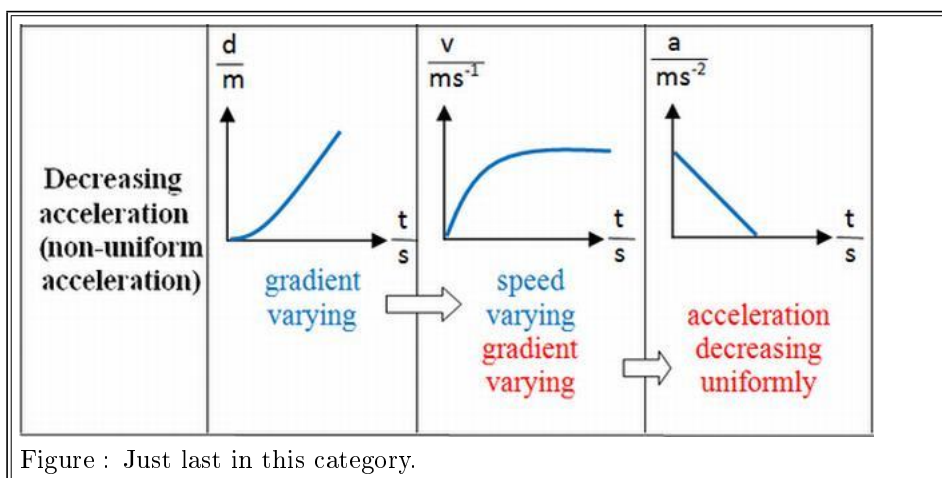 Decreasing
acceleration
(non-uniform
acceleration)
d
m
t
s
gradient
varying
v
ms⁻¹
t
s
speed
varying
gradient
varying
a
ms⁻²
t
s
acceleration
decreasing
uniformly
Figure : Just last in this category.